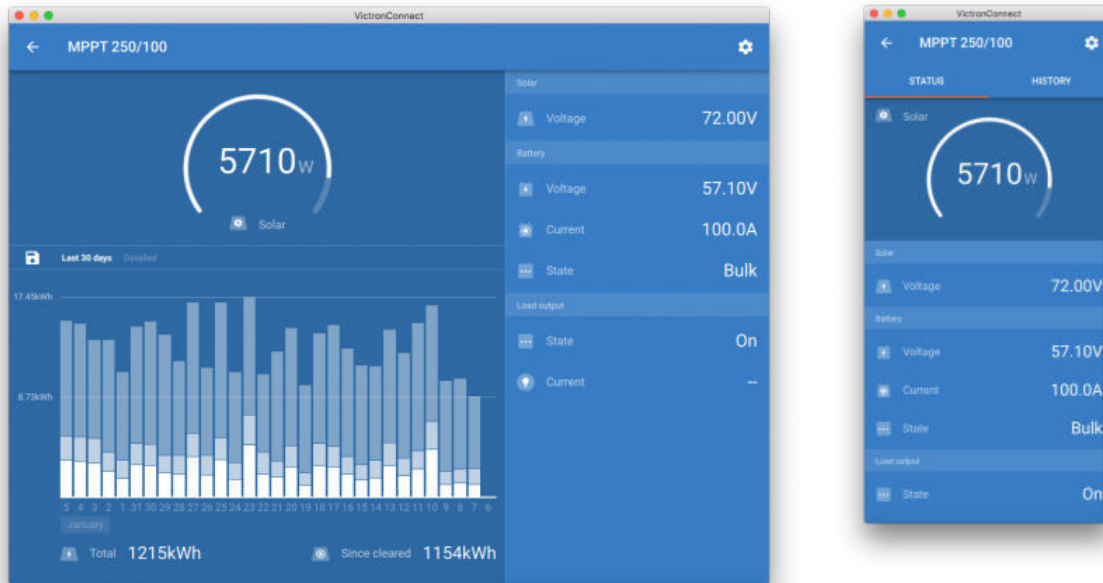 VictronConnect
MPPT 250/100
5710W
Solar
Last 30 days Detailed
17.45kWh
8.73kWh
5 4 3 2 1 31 30 29 28 27 26 25 24 23 22 21 20 19 18 17 16 15 14 13 12 11 10 9 8 7 6
January
Total 1215kWh
Since cleared 1154kWh
Solar
Voltage 72.00V
Battery
Voltage 57.10V
Current 100.0A
State Bulk
Load output
State On
Current --
VictronConnect
MPPT 250/100
STATUS HISTORY
Solar
5710W
Solar
Voltage 72.00V
Battery
Voltage 57.10V
Current 100.0A
State Bulk
Load output
State On